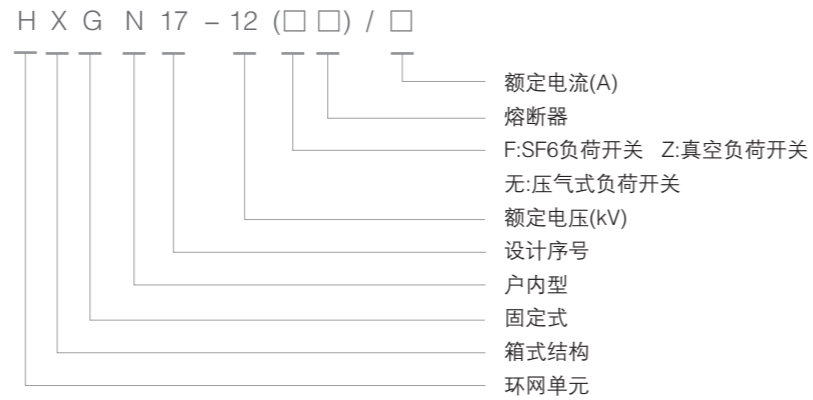 H X G N 17 – 12 (□ □) / □
额定电流(A)
熔断器
F:SF6负荷开关 Z:真空负荷开关
无:压气式负荷开关
额定电压(kV)
设计序号
户内型
固定式
箱式结构
环网单元